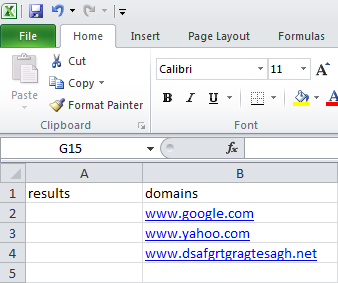 File Home Insert Page Layout Formulas
Paste
Cut
Copy
Format Painter
Calibri 11 A
B I U A
Clipboard Font
G15 fx
A B
1 results domains
2 www.google.com
3 www.yahoo.com
4 www.dsafgrtgragtesagh.net
5